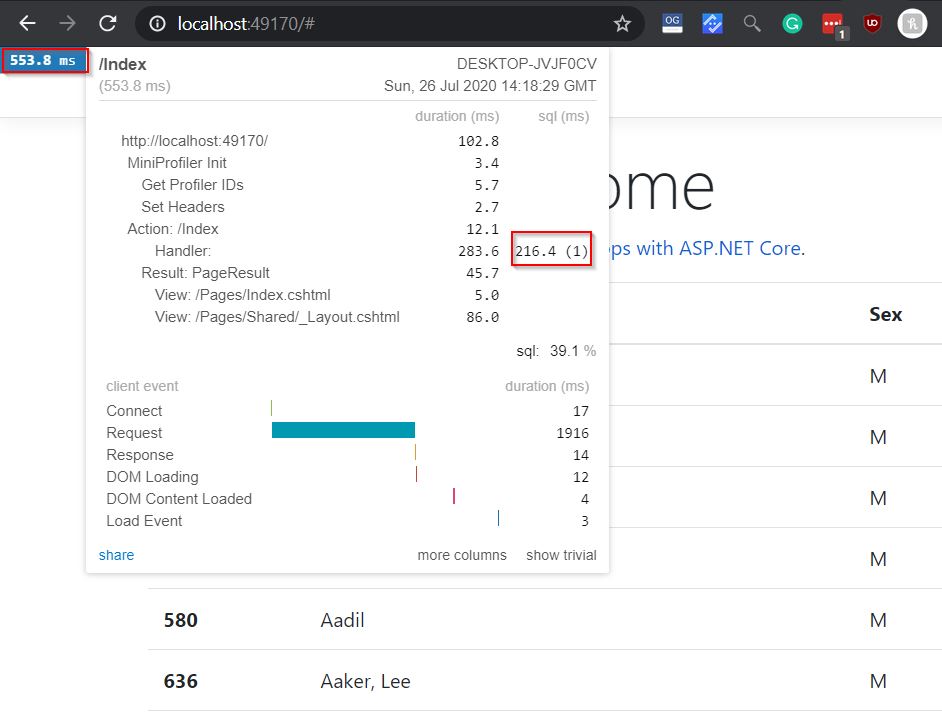 localhost:49170/#
OG
1
553.8 ms
/Index DESKTOP-JVJF0CV
(553.8 ms) Sun, 26 Jul 2020 14:18:29 GMT
duration (ms) sql (ms)
http://localhost:49170/ 102.8
MiniProfiler Init 3.4
Get Profiler IDs 5.7
Set Headers 2.7
Action: /Index 12.1
Handler: 283.6 216.4 (1)
Result: PageResult 45.7
View: /Pages/Index.cshtml 5.0
View: /Pages/Shared/_Layout.cshtml 86.0
sql: 39.1 %
client event duration (ms)
Connect 17
Request 1916
Response 14
DOM Loading 12
DOM Content Loaded 4
Load Event 3
share more columns show trivial
ome
ps with ASP.NET Core.
Sex
M
M
M
M
580 Aadil M
636 Aaker, Lee M